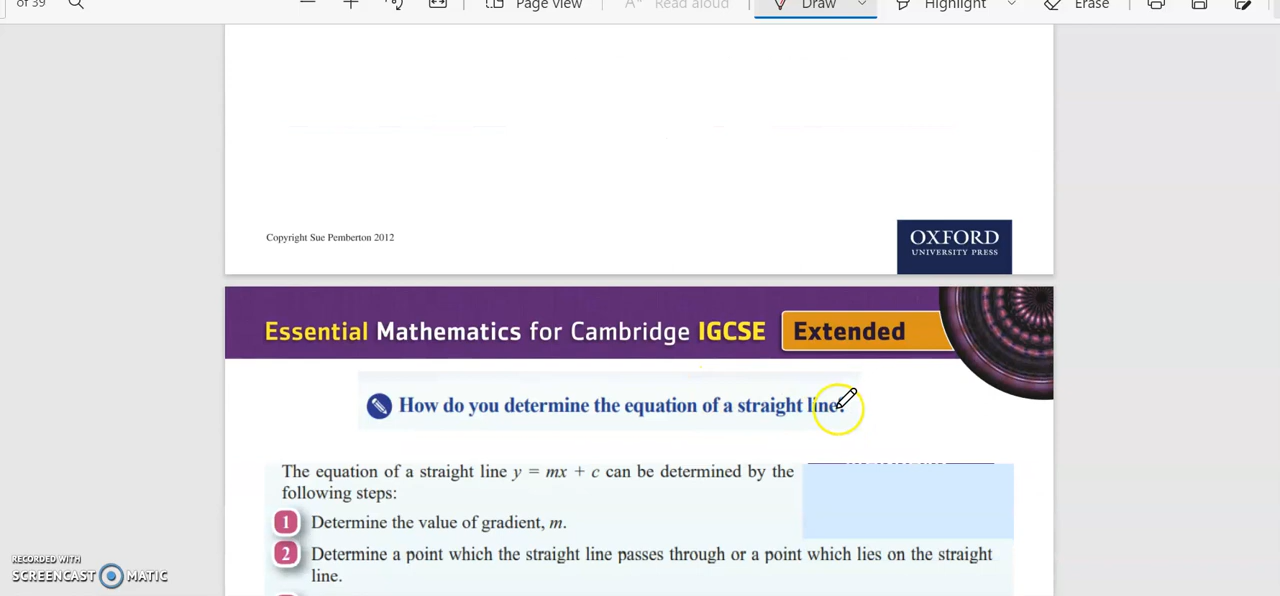 of 39
Page view
Read aloud
Draw
Highlight
Erase
Copyright Sue Pemberton 2012
OXFORD
UNIVERSITY PRESS
Essential Mathematics for Cambridge IGCSE Extended
How do you determine the equation of a straight line?
The equation of a straight line y = mx + c can be determined by the
following steps:
1 Determine the value of gradient, m.
2 Determine a point which the straight line passes through or a point which lies on the straight
line.
RECORDED WITH
SCREENCAST MATIC